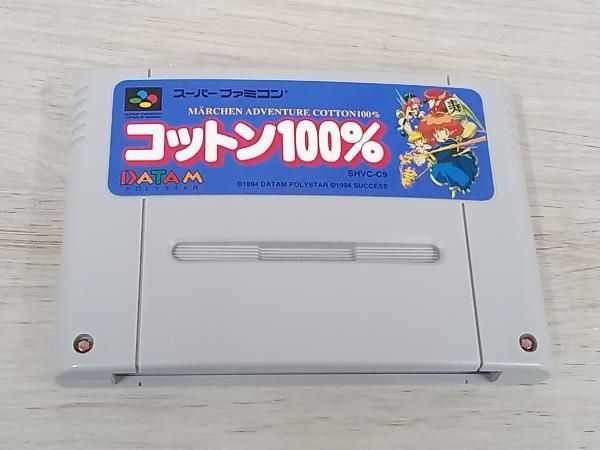 スーパーファミコン
MÄRCHEN ADVENTURE COTTON100%
コットン100%
DATAM
POLYSTAR
SHVC-C9
©1994 DATAM POLYSTAR ©1994 SUCCESS